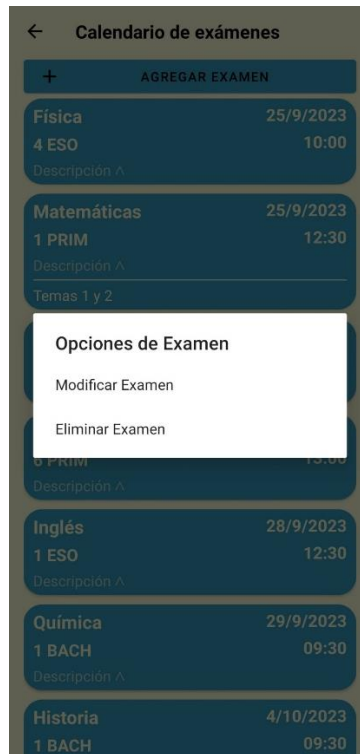 Calendario de exámenes
+ AGREGAR EXAMEN
Física 25/9/2023
4 ESO 10:00
Descripción ˄
Matemáticas 25/9/2023
1 PRIM 12:30
Descripción ˄
Temas 1 y 2
Opciones de Examen
Modificar Examen
Eliminar Examen
6 PRIM 13:00
Descripción ˄
Inglés 28/9/2023
1 ESO 12:30
Descripción ˄
Química 29/9/2023
1 BACH 09:30
Descripción ˄
Historia 4/10/2023
1 BACH 09:30